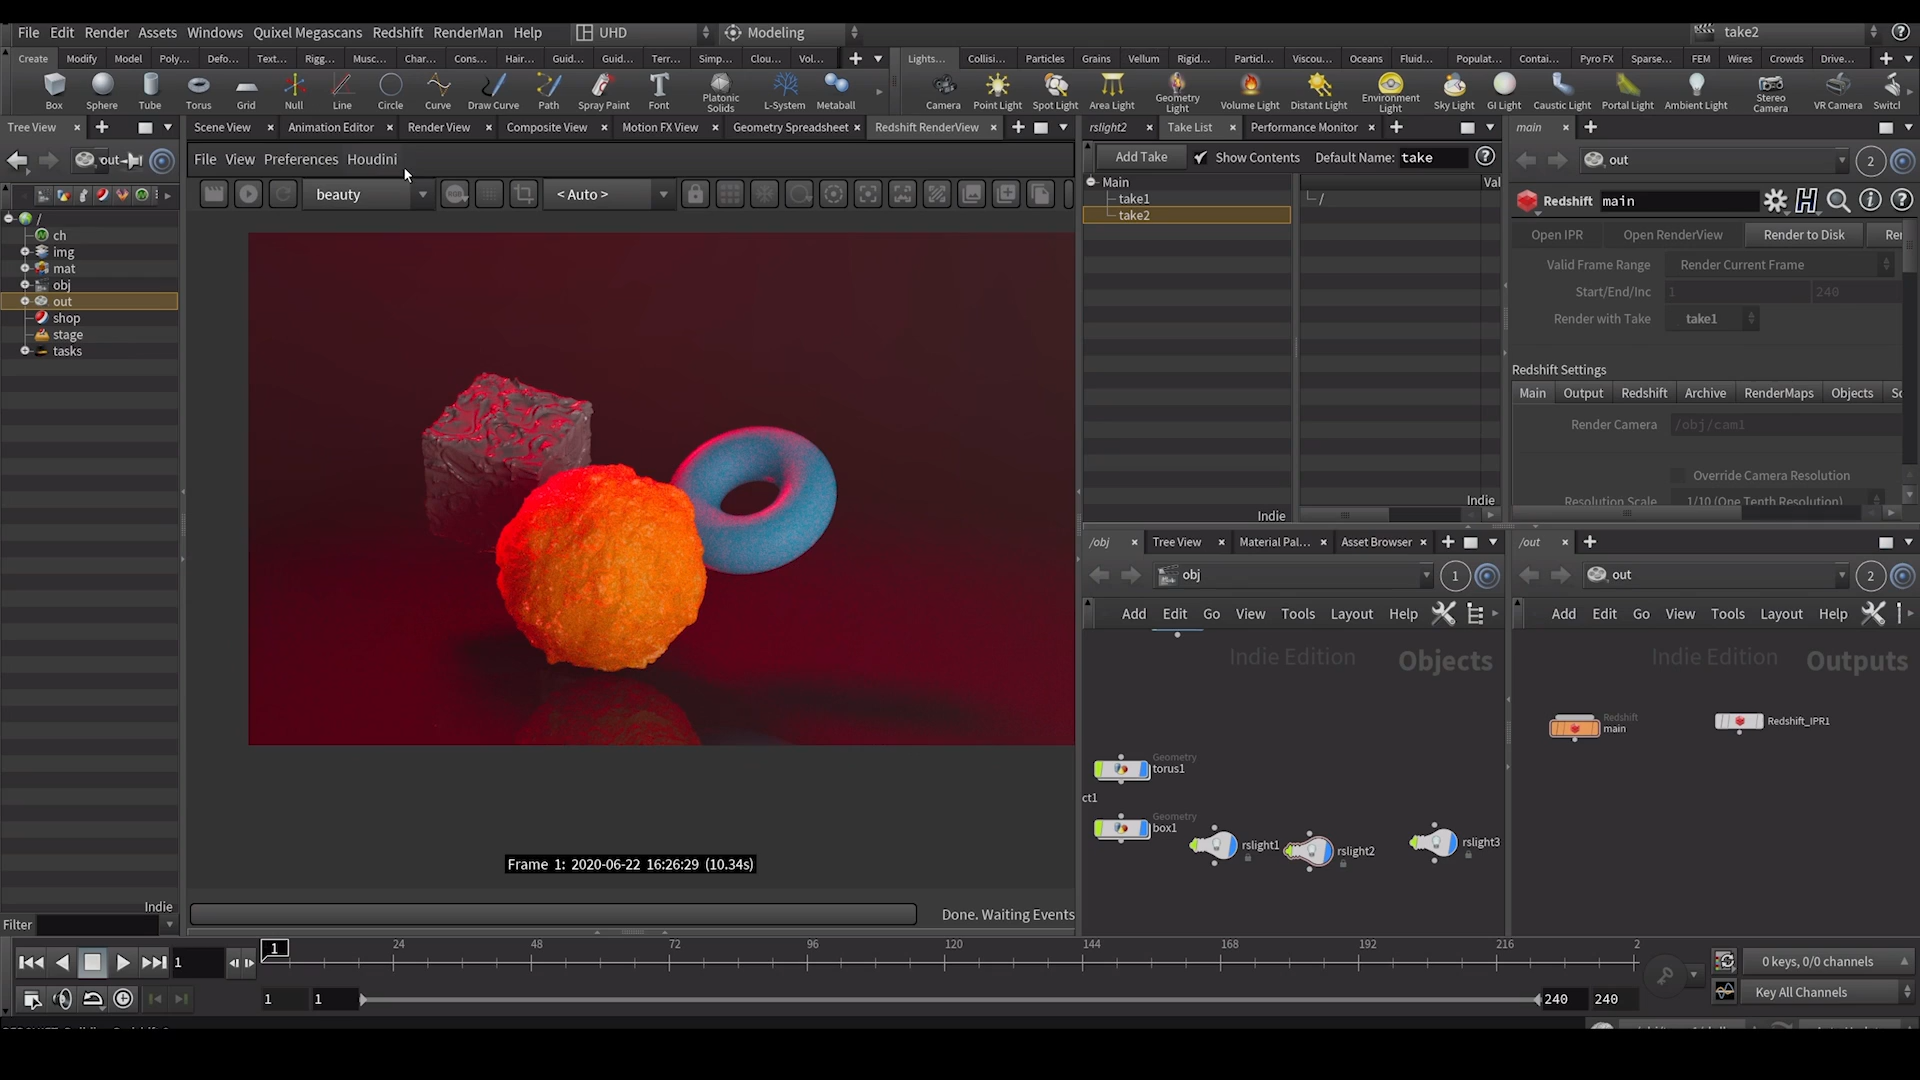 File Edit Render Assets Windows Quixel Megascans Redshift RenderMan Help UHD Modeling take2
Create Modify Model Poly... Defo... Text... Rigg... Musc... Char... Cons... Hair... Guid... Guid... Terr... Simp... Clou... Vol...
Lights... Collisi... Particles Grains Vellum Rigid... Particl... Viscou... Oceans Fluid... Populat... Contai... Pyro FX Sparse... FEM Wires Crowds Drive...
Box Sphere Tube Torus Grid Null Line Circle Curve Draw Curve Path Spray Paint Font Platonic Solids L-System Metaball
Camera Point Light Spot Light Area Light Geometry Light Volume Light Distant Light Environment Light Sky Light GI Light Caustic Light Portal Light Ambient Light Stereo Camera VR Camera Switcl
Tree View
Scene View Animation Editor Render View Composite View Motion FX View Geometry Spreadsheet Redshift RenderView
rslight2 Take List Performance Monitor
main
out
File View Preferences Houdini
Add Take Show Contents Default Name: take
out 2
beauty < Auto >
/
ch
img
mat
obj
out
shop
stage
tasks
Indie
Filter
Frame 1: 2020-06-22 16:26:29 (10.34s)
Done. Waiting Events
Main Val
take1 /
take2
Indie
Indie
Redshift main
Open IPR Open RenderView Render to Disk Rei
Valid Frame Range Render Current Frame
Start/End/Inc 1 240
Render with Take take1
Redshift Settings
Main Output Redshift Archive RenderMaps Objects Sc
Render Camera /obj/cam1
Override Camera Resolution
Resolution Scale 1/10 (One Tenth Resolution)
/obj Tree View Material Pal... Asset Browser
obj 1
Add Edit Go View Tools Layout Help
Indie Edition Objects
Geometry
torus1
ct1
Geometry
box1
rslight1
rslight2
rslight3
/out
out 2
Add Edit Go View Tools Layout Help
Indie Edition Outputs
Redshift
main
Redshift_IPR1
1 1 24 48 72 96 120 144 168 192 216 2
0 keys, 0/0 channels
1 1 240 240
Key All Channels